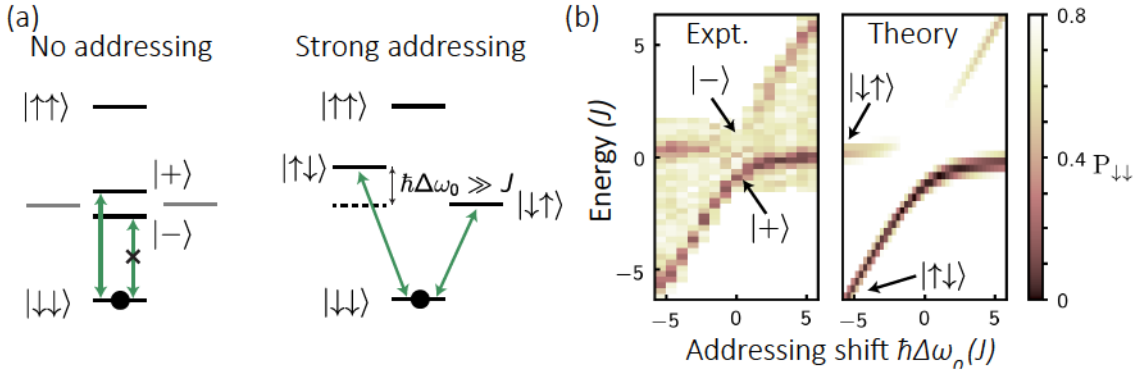 (a)
No addressing
Strong addressing
|↑↑⟩
|↑↑⟩
|+⟩
|−⟩
|↓↓⟩
|↑↓⟩
ħΔω₀ ≫ J
|↓↑⟩
|↓↓⟩
(b)
Expt.
Theory
|−⟩
|+⟩
|↓↑⟩
|↑↓⟩
Energy (J)
5
0
−5
−5
0
5
−5
0
5
Addressing shift ħΔω₀(J)
0.8
0.4
0
P↓↓